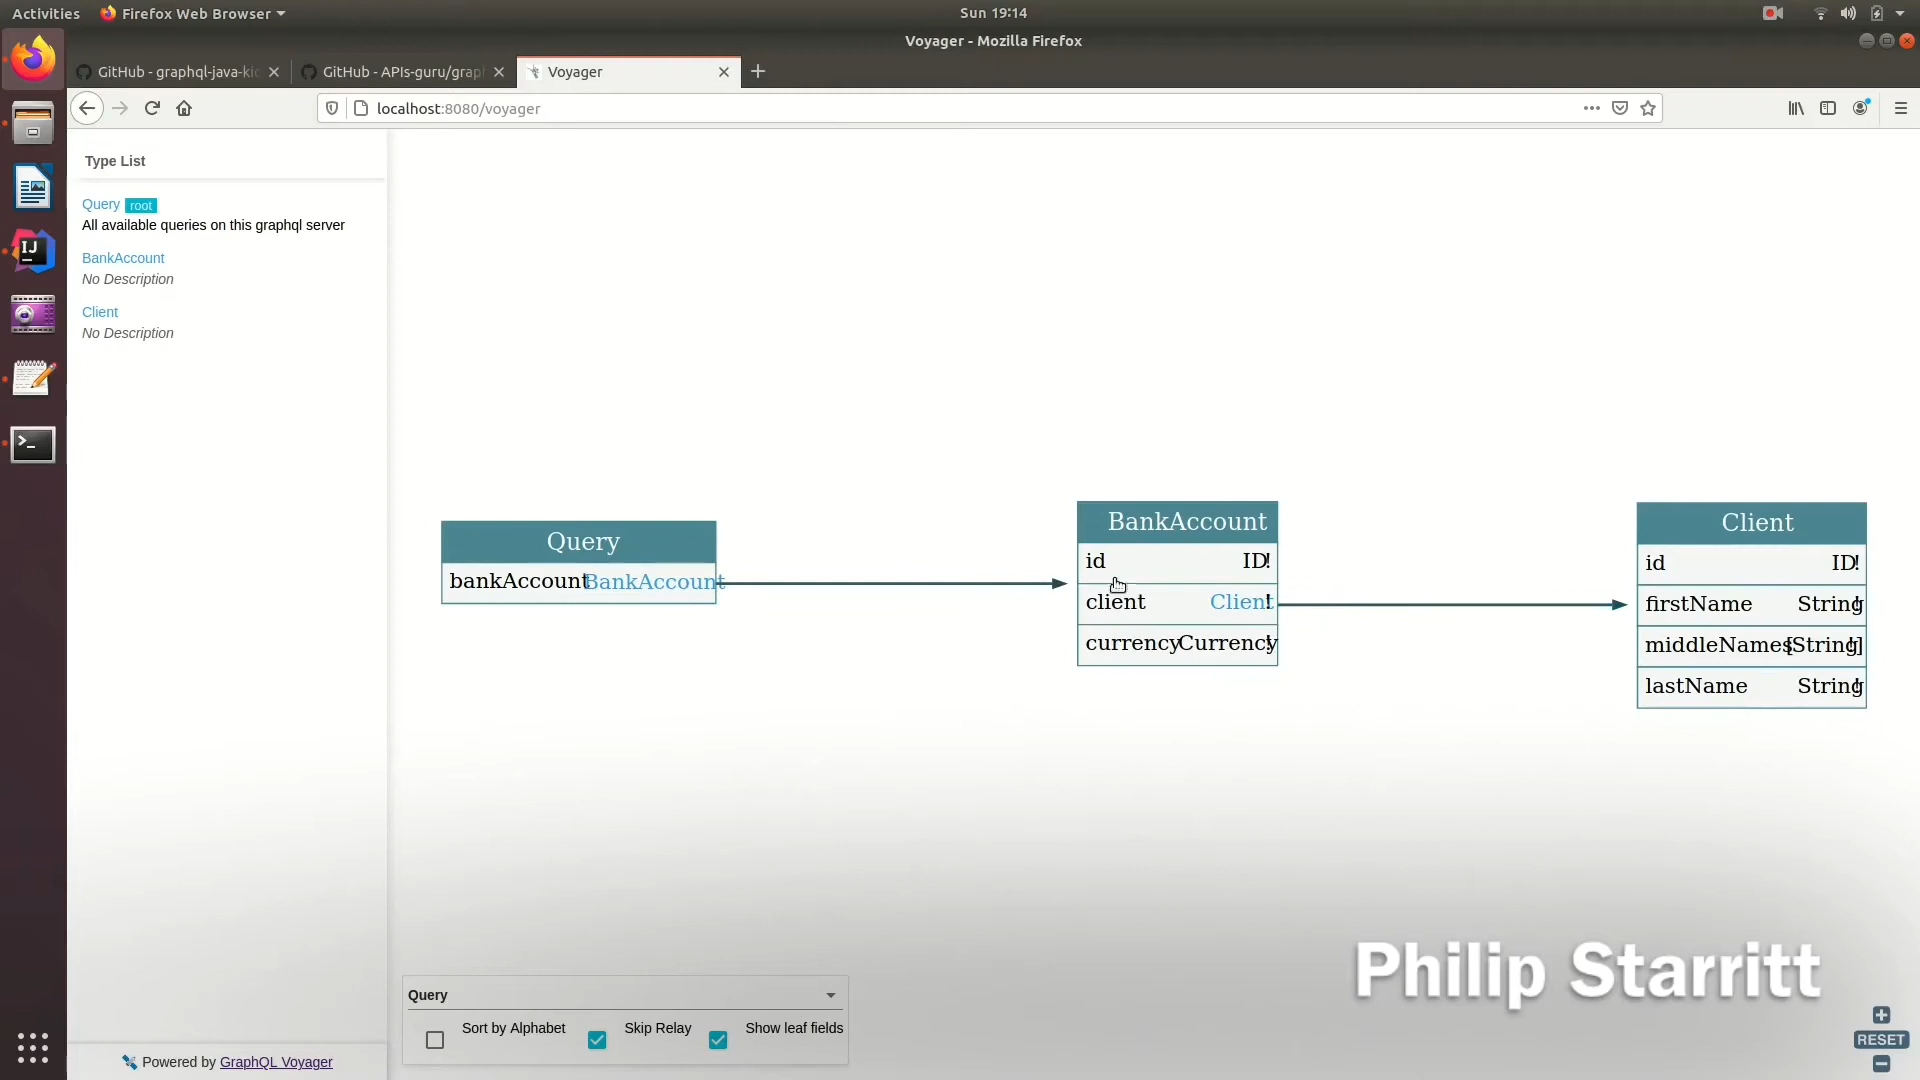 Activities
Firefox Web Browser
Sun 19:14
Voyager - Mozilla Firefox
GitHub - graphql-java-kic
GitHub - APIs-guru/grap
Voyager
localhost:8080/voyager
Type List
Query root
All available queries on this graphql server
BankAccount
No Description
Client
No Description
Query
bankAccount BankAccount
BankAccount
id ID!
client Client!
currency Currency!
Client
id ID!
firstName String!
middleNames [String!]
lastName String!
Philip Starritt
Query
Sort by Alphabet
Skip Relay
Show leaf fields
RESET
Powered by GraphQL Voyager